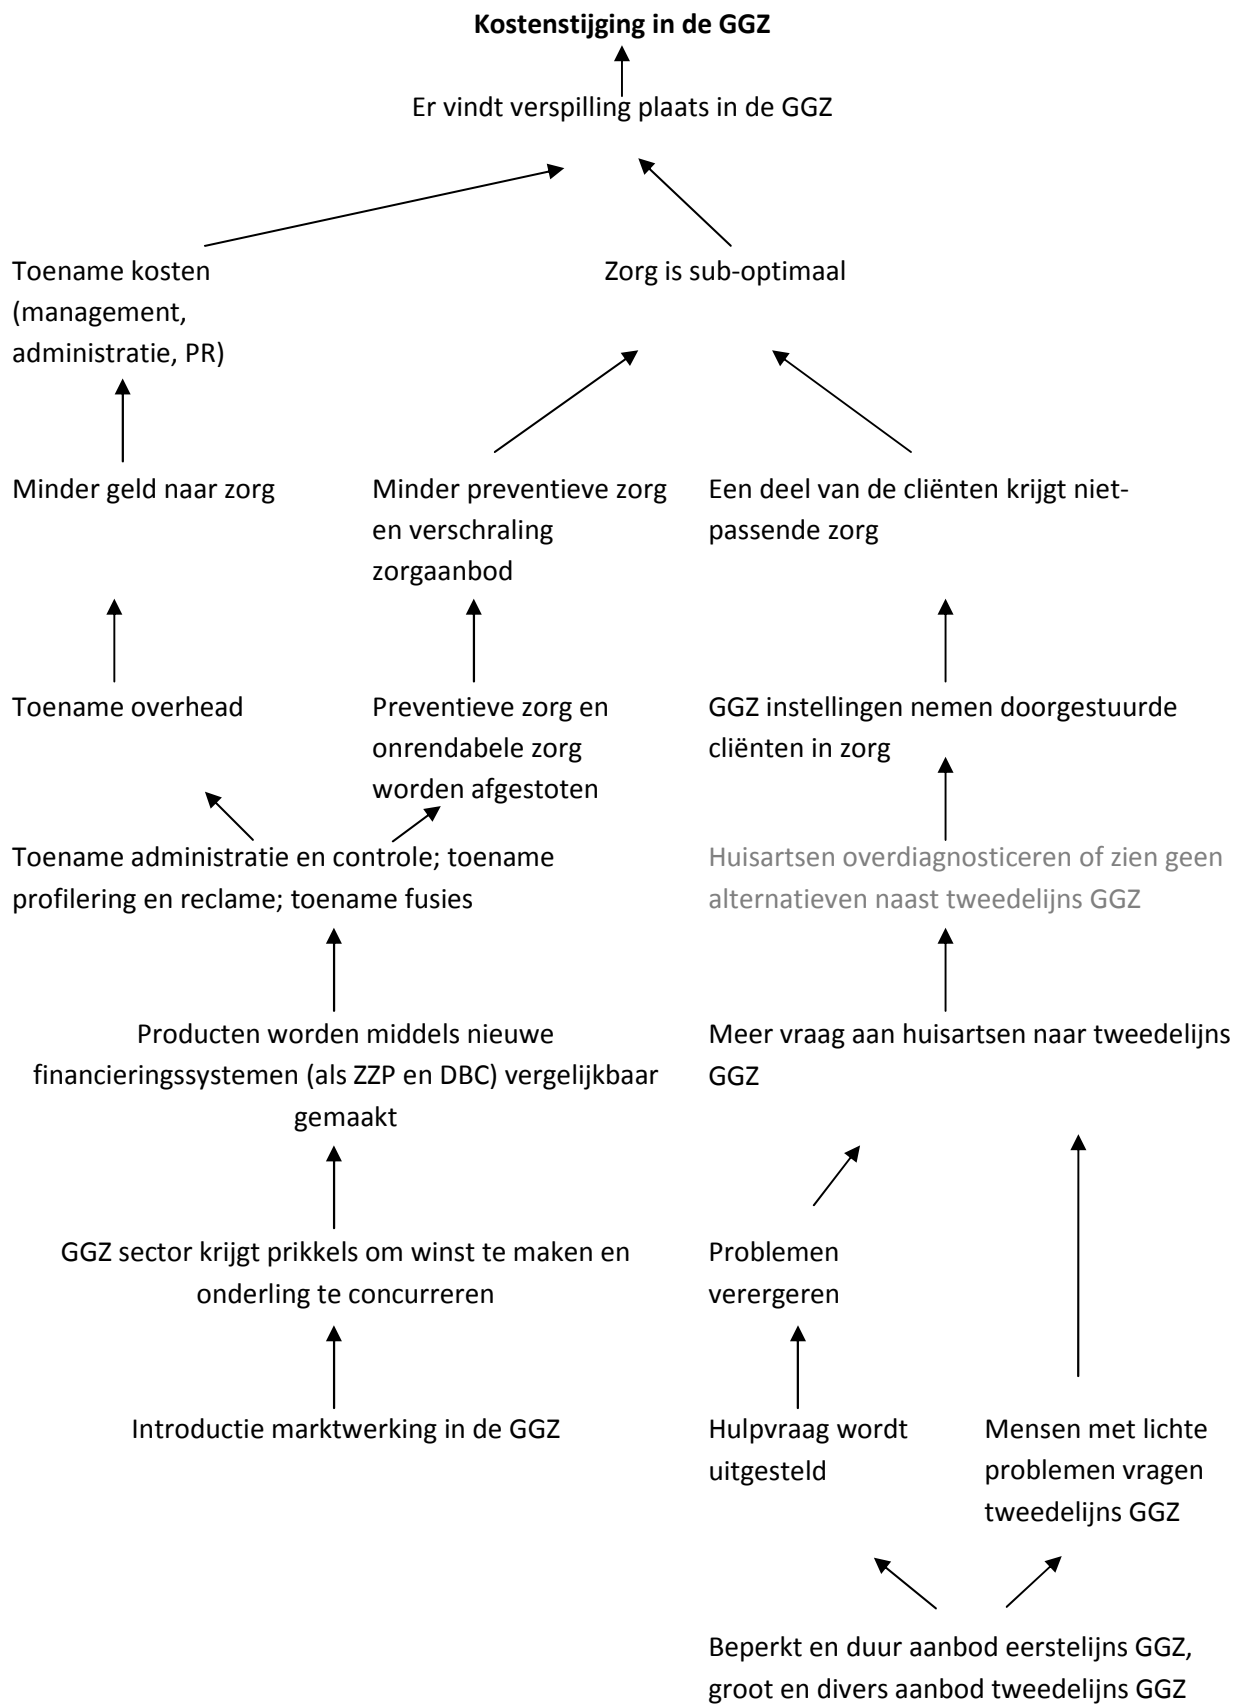 Kostenstijging in de GGZ
Er vindt verspilling plaats in de GGZ
Toename kosten
(management,
administratie, PR)
Zorg is sub-optimaal
Minder geld naar zorg
Minder preventieve zorg
en verschraling
zorgaanbod
Een deel van de cliënten krijgt niet-
passende zorg
Toename overhead
Preventieve zorg en
onrendabele zorg
worden afgestoten
GGZ instellingen nemen doorgestuurde
cliënten in zorg
Toename administratie en controle; toename
profilering en reclame; toename fusies
Huisartsen overdiagnosticeren of zien geen
alternatieven naast tweedelijns GGZ
Producten worden middels nieuwe
financieringssystemen (als ZZP en DBC) vergelijkbaar
gemaakt
Meer vraag aan huisartsen naar tweedelijns
GGZ
GGZ sector krijgt prikkels om winst te maken en
onderling te concurreren
Problemen
verergeren
Introductie marktwerking in de GGZ
Hulpvraag wordt
uitgesteld
Mensen met lichte
problemen vragen
tweedelijns GGZ
Beperkt en duur aanbod eerstelijns GGZ,
groot en divers aanbod tweedelijns GGZ